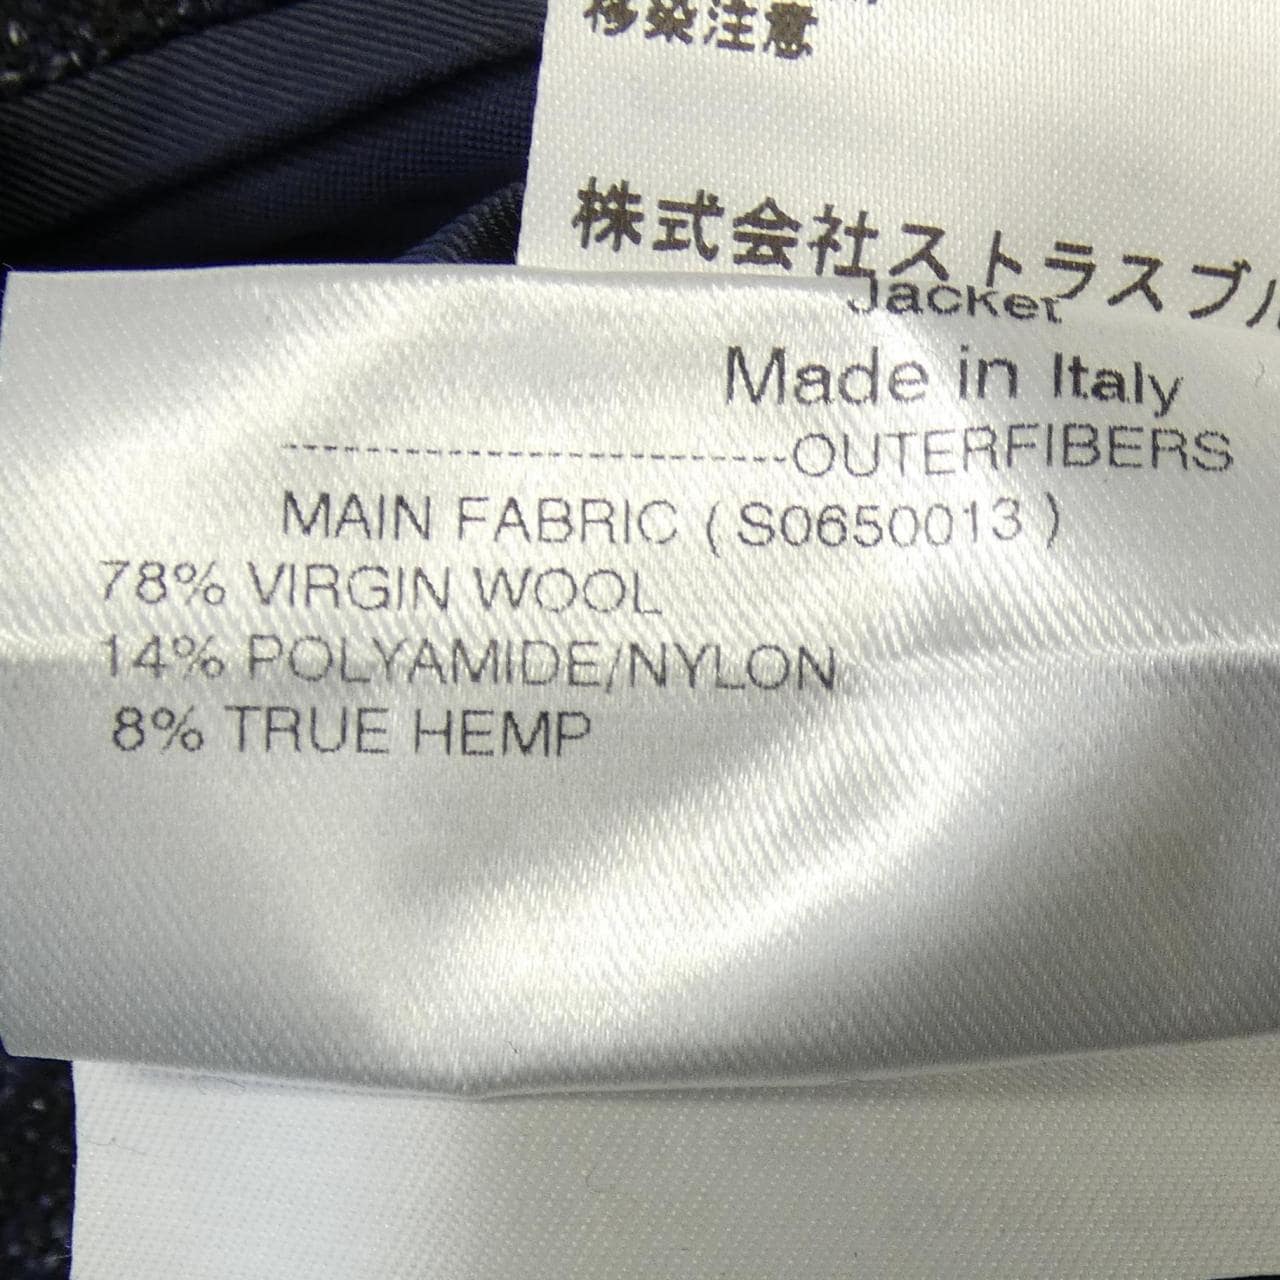 移染注意
株式会社ストラスブル
Jacket
Made in Italy
-------------------------OUTERFIBERS
MAIN FABRIC ( S0650013 )
78% VIRGIN WOOL
14% POLYAMIDE/NYLON
8% TRUE HEMP